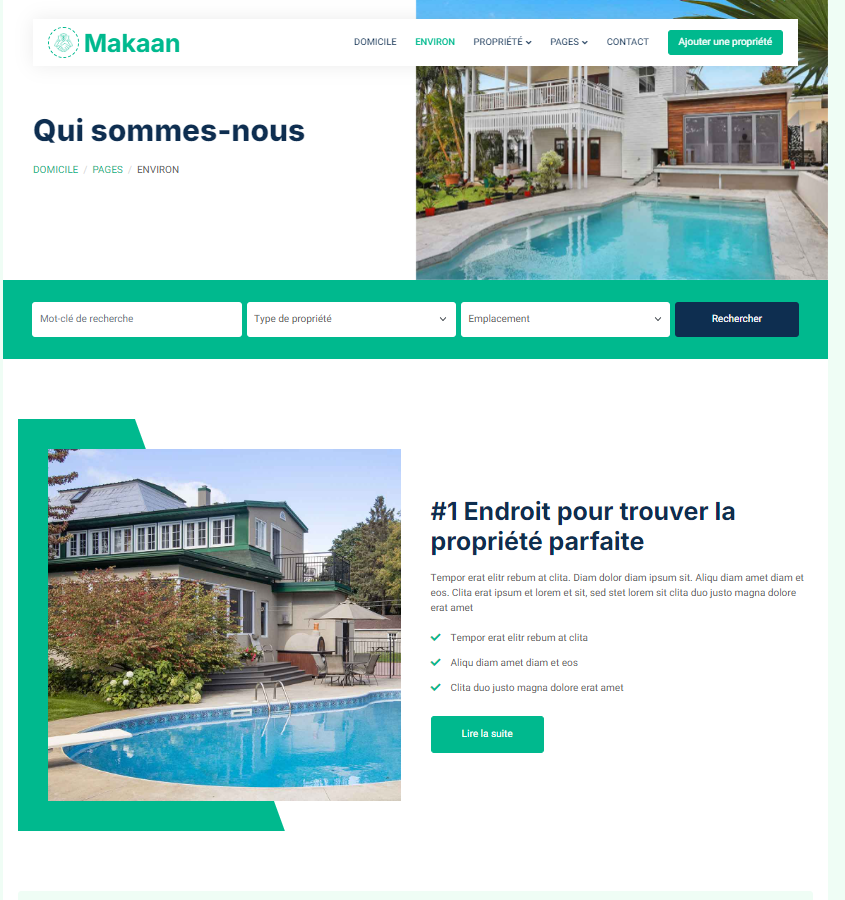 Makaan
DOMICILE ENVIRON PROPRIÉTÉ PAGES CONTACT Ajouter une propriété
Qui sommes-nous
DOMICILE / PAGES / ENVIRON
Mot-clé de recherche Type de propriété Emplacement Rechercher
#1 Endroit pour trouver la
propriété parfaite
Tempor erat elitr rebum at clita. Diam dolor diam ipsum sit. Aliqu diam amet diam et
eos. Clita erat ipsum et lorem et sit, sed stet lorem sit clita duo justo magna dolore
erat amet
Tempor erat elitr rebum at clita
Aliqu diam amet diam et eos
Clita duo justo magna dolore erat amet
Lire la suite